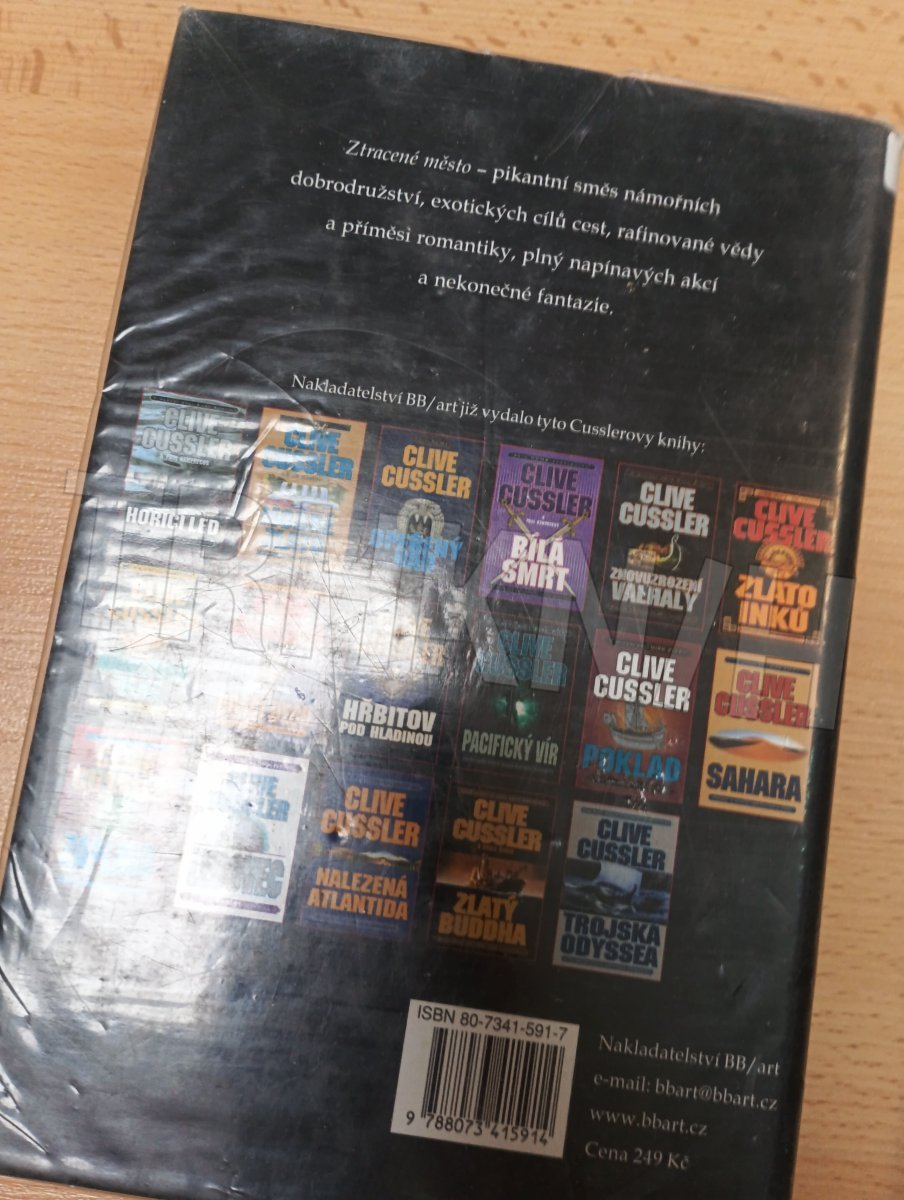 Ztracené město – pikantní směs námořních
dobrodružství, exotických cílů cest, rafinované vědy
a příměsi romantiky, plný napínavých akcí
a nekonečné fantazie.
Nakladatelství BB/art již vydalo tyto Cusslerovy knihy:
CLIVE
CUSSLER
HOŘÍCÍ LED
CLIVE
CUSSLER
CLIVE
CUSSLER
CLIVE
CUSSLER
BÍLÁ
SMRT
CLIVE
CUSSLER
ZNOVUZROZENÍ
VALHALY
CLIVE
CUSSLER
ZLATO
INKŮ
HŘBITOV
POD HLADINOU
CLIVE
CUSSLER
PACIFICKÝ VÍR
CLIVE
CUSSLER
POKLAD
CLIVE
CUSSLER
SAHARA
CUSSLER
CLIVE
CUSSLER
NALEZENÁ
ATLANTIDA
CLIVE
CUSSLER
ZLATÝ
BUDDHA
CLIVE
CUSSLER
TROJSKÁ
ODYSSEA
ISBN 80-7341-591-7
9 788073 415914
Nakladatelství BB/art
e-mail: bbart@bbart.cz
www.bbart.cz
Cena 249 Kč